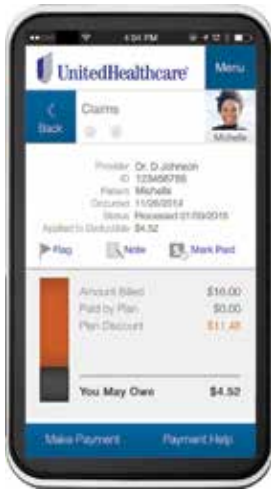 4:01 PM
UnitedHealthcare
Menu
Back
Claims
Michelle
Provider Dr. D Johnson
ID 123456789
Patient Michelle
Occurred 11/26/2014
Status Processed 01/09/2015
Applied to Deductible $4.52
Flag
Note
Mark Paid
Amount Billed $16.00
Paid by Plan $0.00
Plan Discount $11.48
You May Owe $4.52
Make Payment
Payment Help